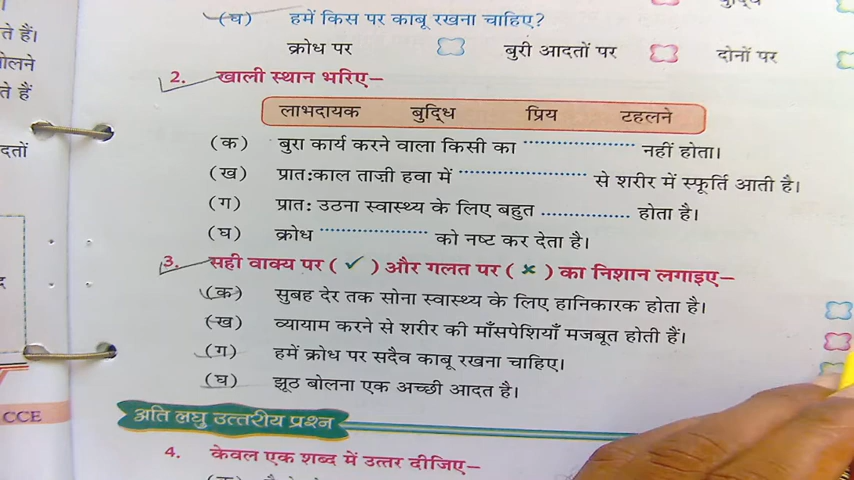 (घ) हमें किस पर काबू रखना चाहिए?
क्रोध पर बुरी आदतों पर दोनों पर
2. खाली स्थान भरिए–
लाभदायक बुद्धि प्रिय टहलने
(क) बुरा कार्य करने वाला किसी का .................... नहीं होता।
(ख) प्रात:काल ताज़ी हवा में .................... से शरीर में स्फूर्ति आती है।
(ग) प्रात: उठना स्वास्थ्य के लिए बहुत .................... होता है।
(घ) क्रोध .................... को नष्ट कर देता है।
3. सही वाक्य पर ( ✓ ) और गलत पर ( × ) का निशान लगाइए–
(क) सुबह देर तक सोना स्वास्थ्य के लिए हानिकारक होता है।
(ख) व्यायाम करने से शरीर की माँसपेशियाँ मजबूत होती हैं।
(ग) हमें क्रोध पर सदैव काबू रखना चाहिए।
(घ) झूठ बोलना एक अच्छी आदत है।
अति लघु उत्तरीय प्रश्न
4. केवल एक शब्द में उत्तर दीजिए–
ते हैं।
ते हैं
CCE